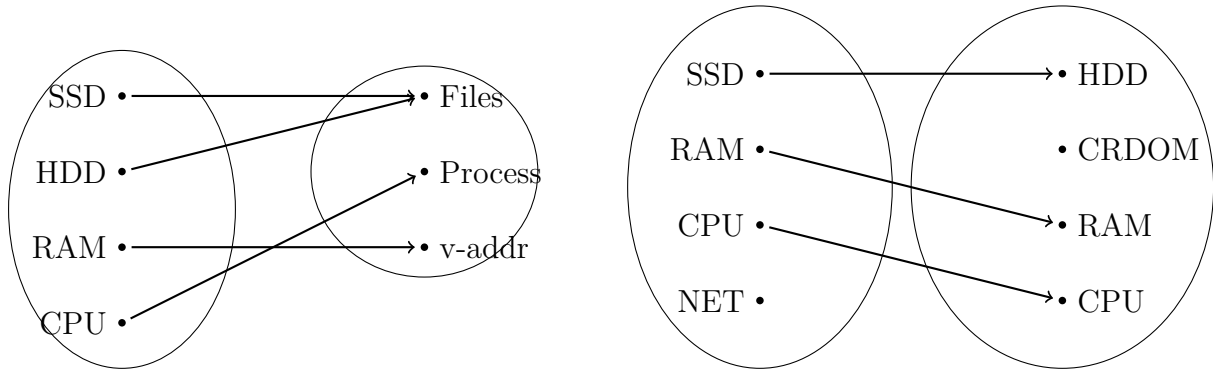 SSD
HDD
RAM
CPU
Files
Process
v-addr
SSD
RAM
CPU
NET
HDD
CRDOM
RAM
CPU